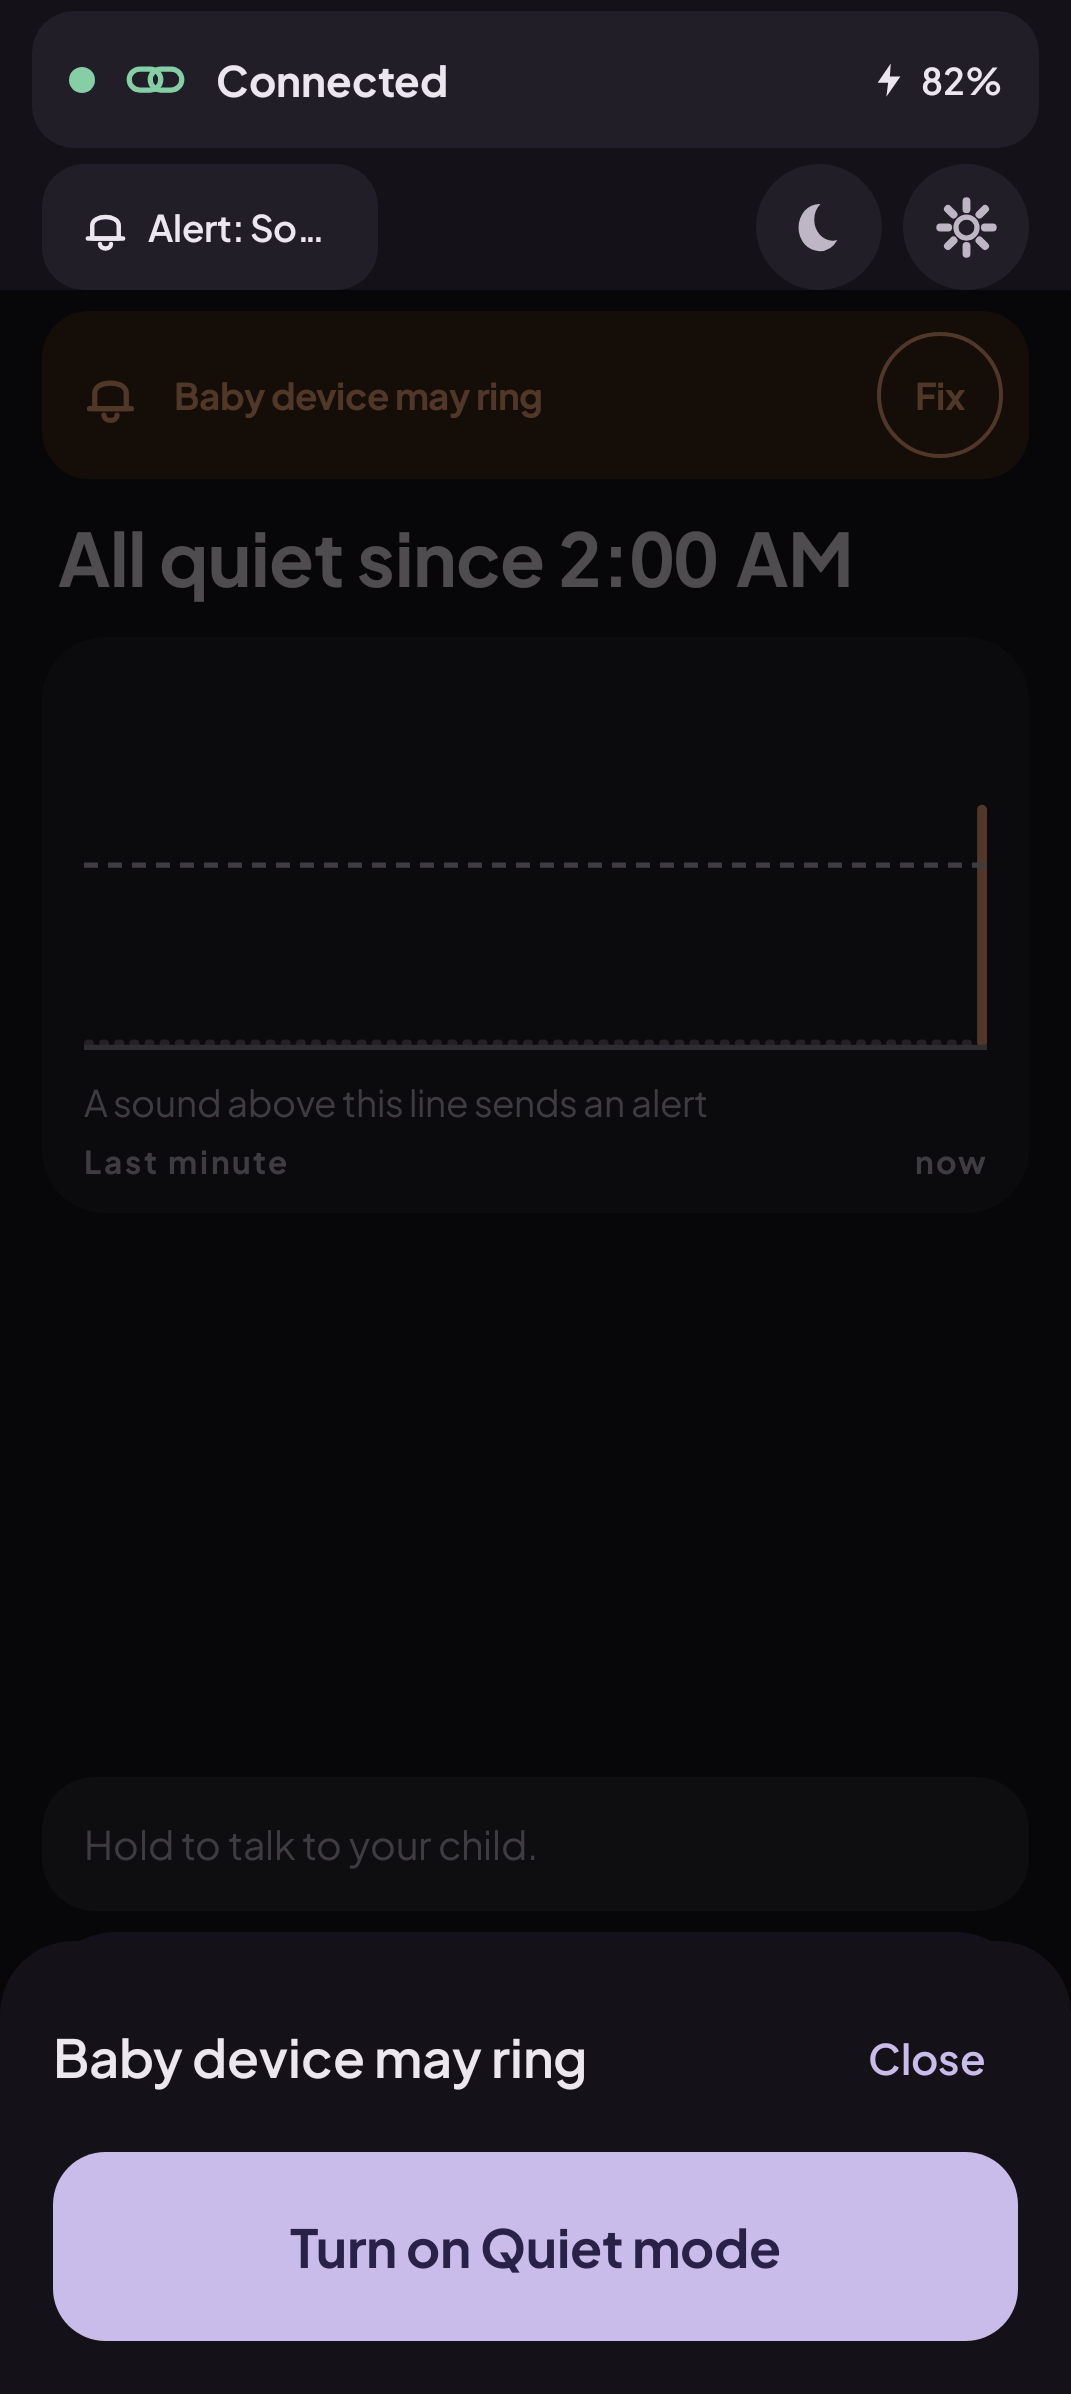 Connected
82%
Alert: So...
Baby device may ring
Fix
All quiet since 2:00 AM
A sound above this line sends an alert
Last minute
now
Hold to talk to your child.
Baby device may ring
Close
Turn on Quiet mode